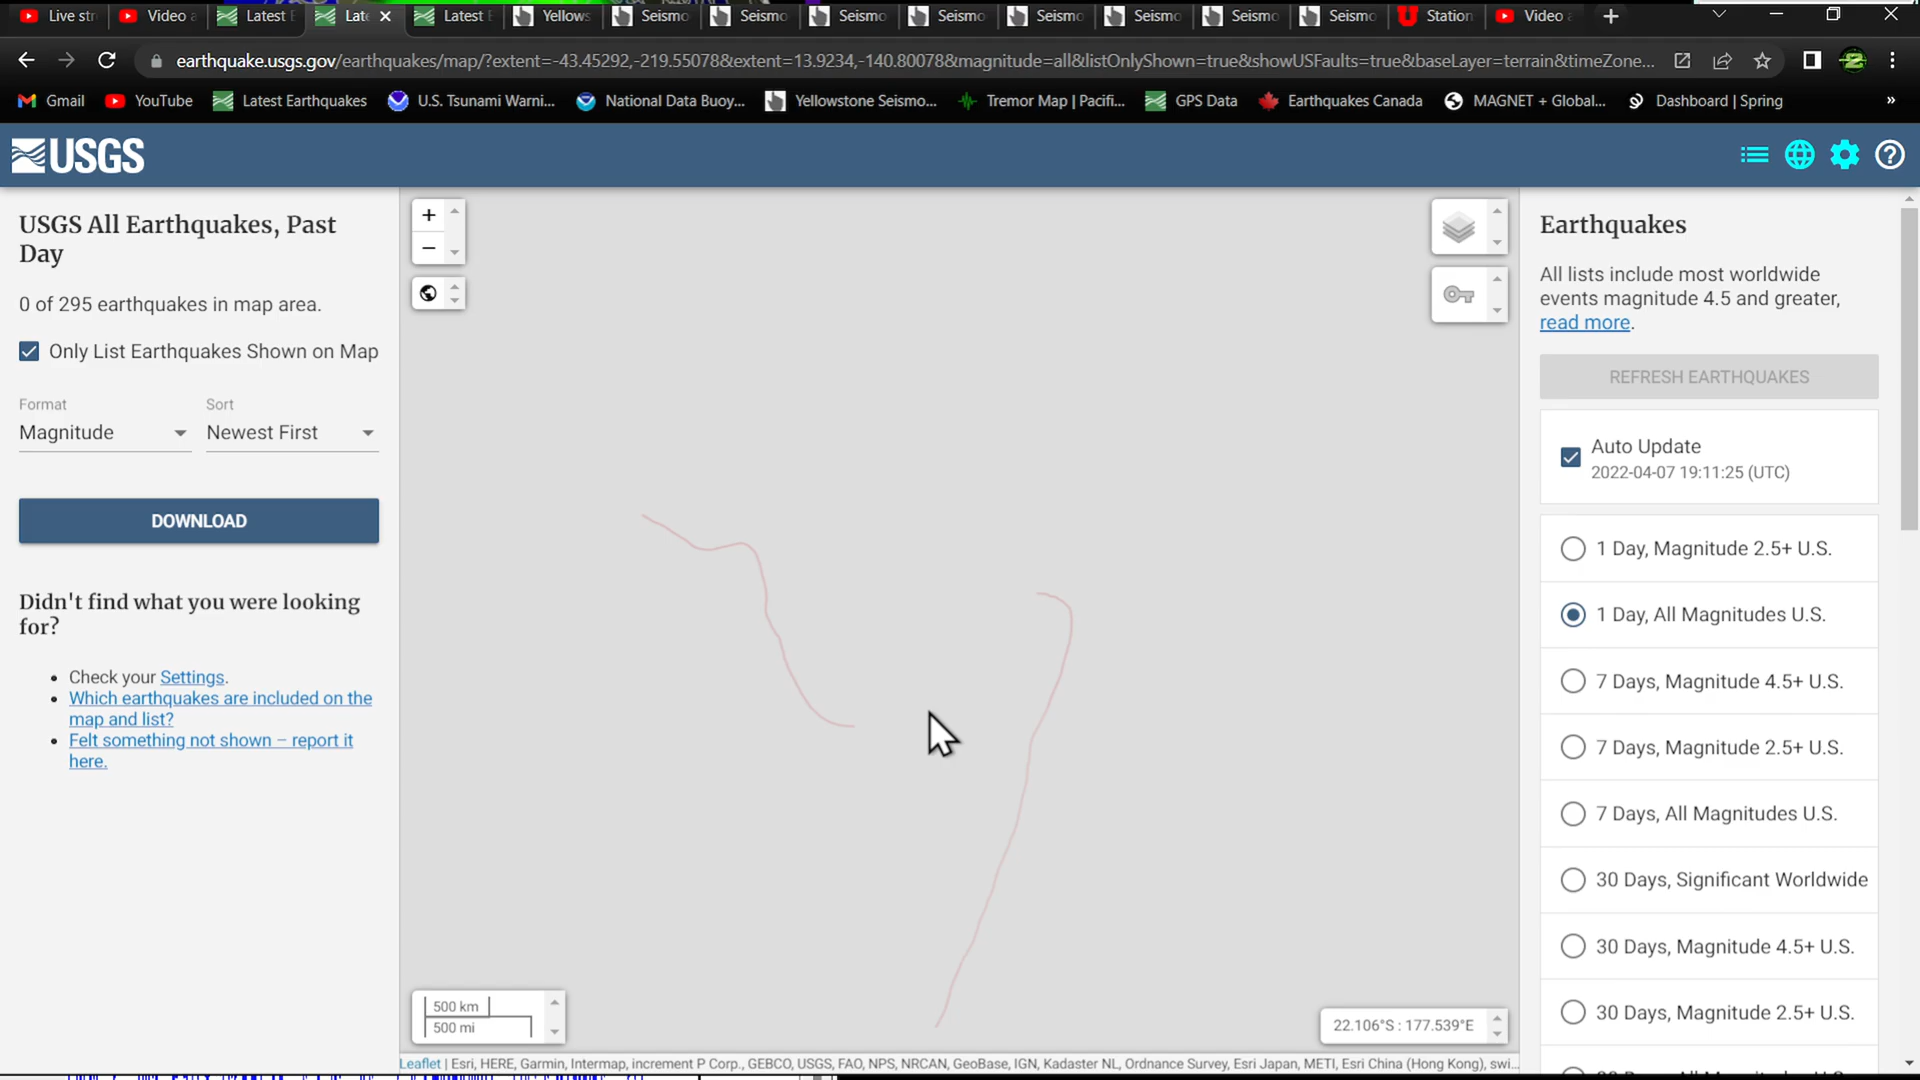 Live str
Video a
Latest E
Late
Latest E
Yellows
Seismo
Seismo
Seismo
Seismo
Seismo
Seismo
Seismo
Seismo
Station
Video a
earthquake.usgs.gov/earthquakes/map/?extent=-43.45292,-219.55078&extent=13.9234,-140.80078&magnitude=all&listOnlyShown=true&showUSFaults=true&baseLayer=terrain&timeZone...
Gmail
YouTube
Latest Earthquakes
U.S. Tsunami Warni...
National Data Buoy...
Yellowstone Seismo...
Tremor Map | Pacifi...
GPS Data
Earthquakes Canada
MAGNET + Global...
Dashboard | Spring
»
USGS
USGS All Earthquakes, Past
Day
0 of 295 earthquakes in map area.
Only List Earthquakes Shown on Map
Format
Sort
Magnitude
Newest First
DOWNLOAD
Didn't find what you were looking
for?
Check your Settings.
Which earthquakes are included on the
map and list?
Felt something not shown – report it
here.
+
−
500 km
500 mi
22.106°S : 177.539°E
Leaflet | Esri, HERE, Garmin, Intermap, increment P Corp., GEBCO, USGS, FAO, NPS, NRCAN, GeoBase, IGN, Kadaster NL, Ordnance Survey, Esri Japan, METI, Esri China (Hong Kong), swi...
Earthquakes
All lists include most worldwide
events magnitude 4.5 and greater,
read more.
REFRESH EARTHQUAKES
Auto Update
2022-04-07 19:11:25 (UTC)
1 Day, Magnitude 2.5+ U.S.
1 Day, All Magnitudes U.S.
7 Days, Magnitude 4.5+ U.S.
7 Days, Magnitude 2.5+ U.S.
7 Days, All Magnitudes U.S.
30 Days, Significant Worldwide
30 Days, Magnitude 4.5+ U.S.
30 Days, Magnitude 2.5+ U.S.